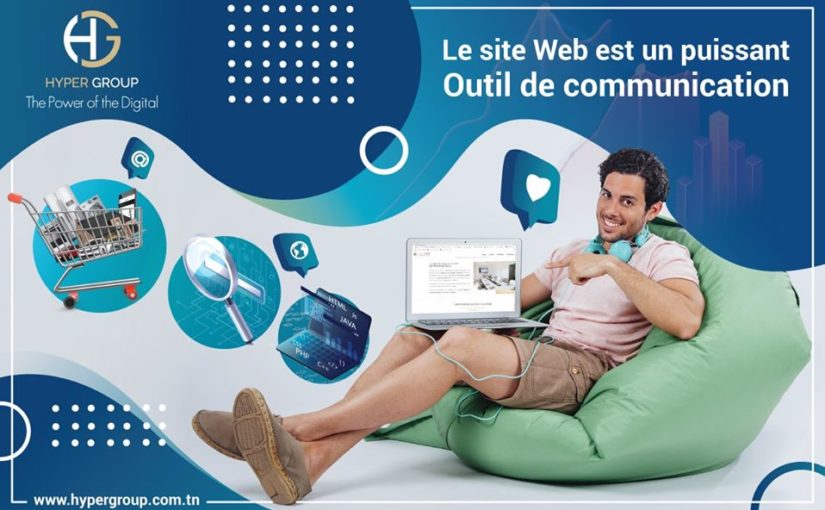 HG
HYPER GROUP
The Power of the Digital
Le site Web est un puissant
Outil de communication
@
HTML
Js
JAVA
</>
PHP
C++
www.hypergroup.com.tn